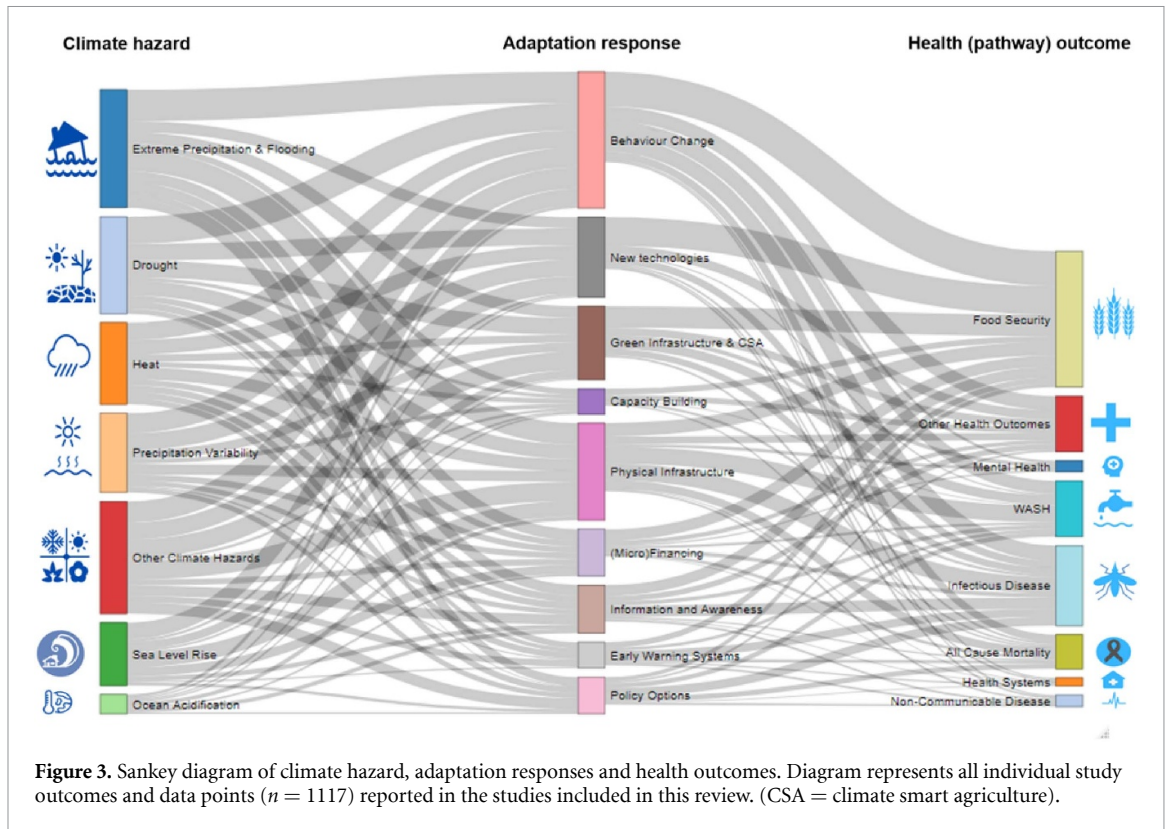 Climate hazard
Adaptation response
Health (pathway) outcome
Extreme Precipitation & Flooding
Drought
Heat
Precipitation Variability
Other Climate Hazards
Sea Level Rise
Ocean Acidification
Behaviour Change
New technologies
Green Infrastructure & CSA
Capacity Building
Physical Infrastructure
(Micro)Financing
Information and Awareness
Early Warning Systems
Policy Options
Food Security
Other Health Outcomes
Mental Health
WASH
Infectious Disease
All Cause Mortality
Health Systems
Non-Communicable Disease
Figure 3. Sankey diagram of climate hazard, adaptation responses and health outcomes. Diagram represents all individual study
outcomes and data points (n = 1117) reported in the studies included in this review. (CSA = climate smart agriculture).